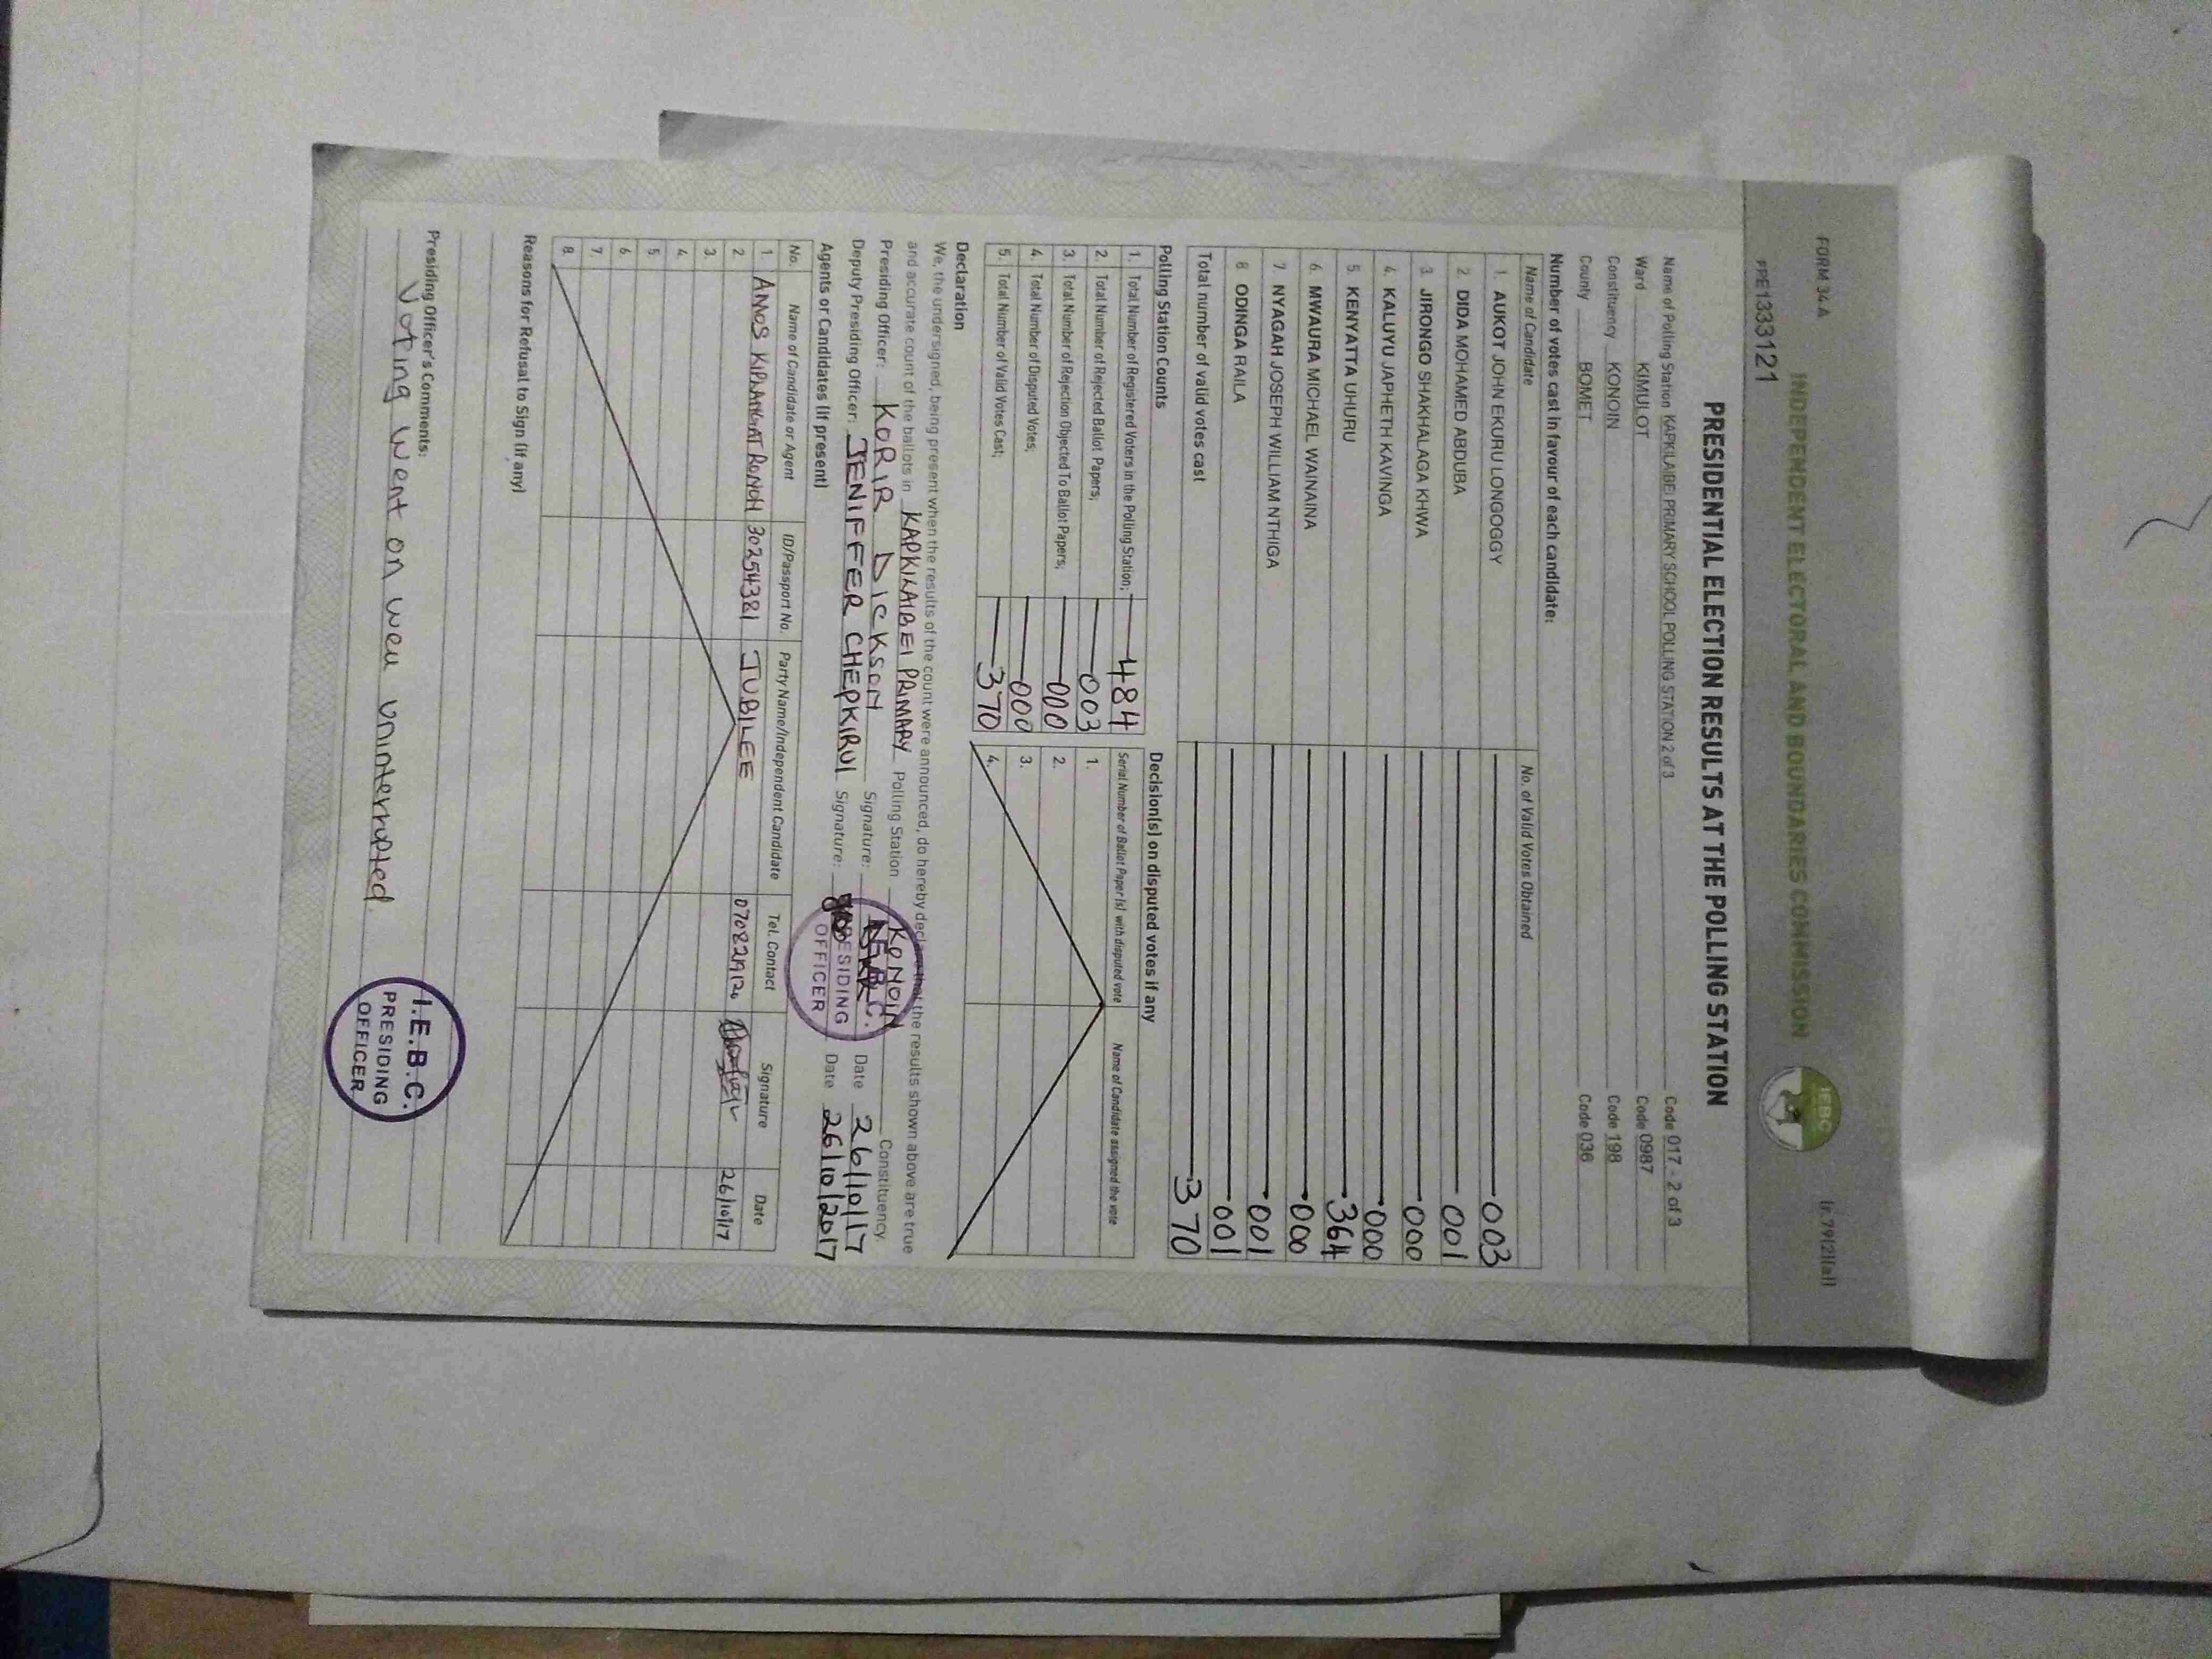 FORM 34A (r.79(2)(a))
INDEPENDENT ELECTORAL AND BOUNDARIES COMMISSION
IEBC
PPE1333121
PRESIDENTIAL ELECTION RESULTS AT THE POLLING STATION
Name of Polling Station KAPKILAIBEI PRIMARY SCHOOL POLLING STATION 2 of 3 Code 017 - 2 of 3
Ward KIMULOT Code 0987
Constituency KONOIN Code 198
County BOMET Code 036
Number of votes cast in favour of each candidate:
Name of Candidate No. of Valid Votes Obtained
1. AUKOT JOHN EKURU LONGOGGY 003
2. DIDA MOHAMED ABDUBA 001
3. JIRONGO SHAKHALAGA KHWA 000
4. KALUYU JAPHETH KAVINGA 000
5. KENYATTA UHURU 364
6. MWAURA MICHAEL WAINAINA 000
7. NYAGAH JOSEPH WILLIAM NTHIGA 001
8 ODINGA RAILA 001
Total number of valid votes cast 370
Polling Station Counts Decision(s) on disputed votes if any
Serial Number of Ballot Paper(s) with disputed vote Name of Candidate assigned the vote
1. Total Number of Registered Voters in the Polling Station; 484
2. Total Number of Rejected Ballot Papers; 003 1.
3. Total Number of Rejection Objected To Ballot Papers; 000 2.
4. Total Number of Disputed Votes; 000 3.
5. Total Number of Valid Votes Cast; 370 4.
Declaration
We, the undersigned, being present when the results of the count were announced, do hereby declare that the results shown above are true
and accurate count of the ballots in KAPKILAIBEI PRIMARY Polling Station KONOIN Constituency.
Presiding Officer: KORIR DICKSON Signature: Date 26/10/17
Deputy Presiding Officer: JENIFFER CHEPKIRUI Signature: Date 26/10/2017
I.E.B.C.
PRESIDING
OFFICER
Agents or Candidates (if present)
No. Name of Candidate or Agent ID/Passport No. Party Name/Independent Candidate Tel. Contact Signature Date
1 ANOS KIPLANGAT RONOH 30254381 JUBILEE 26/10/17
2
3.
4.
5
6
7.
8.
Reasons for Refusal to Sign (if any)
Presiding Officer's Comments:
Voting went on well uninterrupted.
I.E.B.C.
PRESIDING
OFFICER